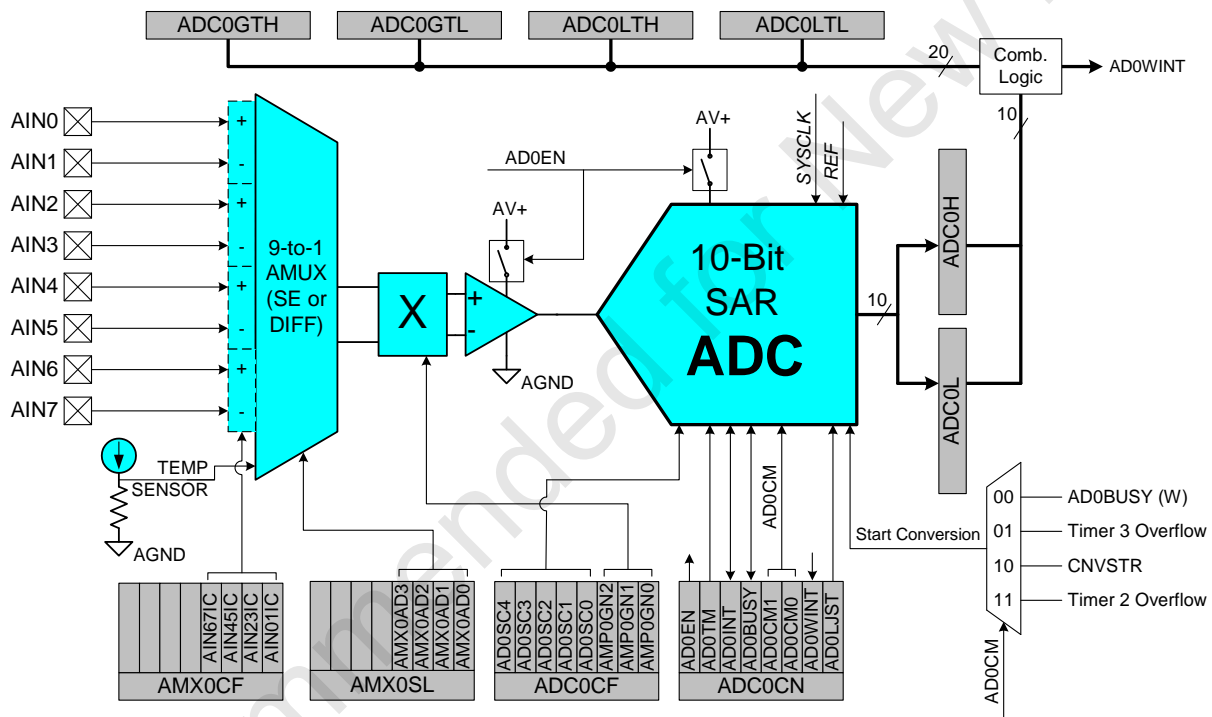 ADC0GTH
ADC0GTL
ADC0LTH
ADC0LTL
20
Comb.
Logic
AD0WINT
10
AIN0
AIN1
AIN2
AIN3
AIN4
AIN5
AIN6
AIN7
+
-
+
-
+
-
+
-
9-to-1
AMUX
(SE or
DIFF)
X
+
-
AV+
AGND
AD0EN
AV+
SYSCLK
REF
10-Bit
SAR
ADC
10
ADC0H
ADC0L
TEMP
SENSOR
AGND
Start Conversion
00
01
10
11
AD0BUSY (W)
Timer 3 Overflow
CNVSTR
Timer 2 Overflow
AD0CM
AD0CM
AIN67IC
AIN45IC
AIN23IC
AIN01IC
AMX0CF
AMX0AD3
AMX0AD2
AMX0AD1
AMX0AD0
AMX0SL
AD0SC4
AD0SC3
AD0SC2
AD0SC1
AD0SC0
AMP0GN2
AMP0GN1
AMP0GN0
ADC0CF
AD0EN
AD0TM
AD0INT
AD0BUSY
AD0CM1
AD0CM0
AD0WINT
AD0LJST
ADC0CN
mmended for New